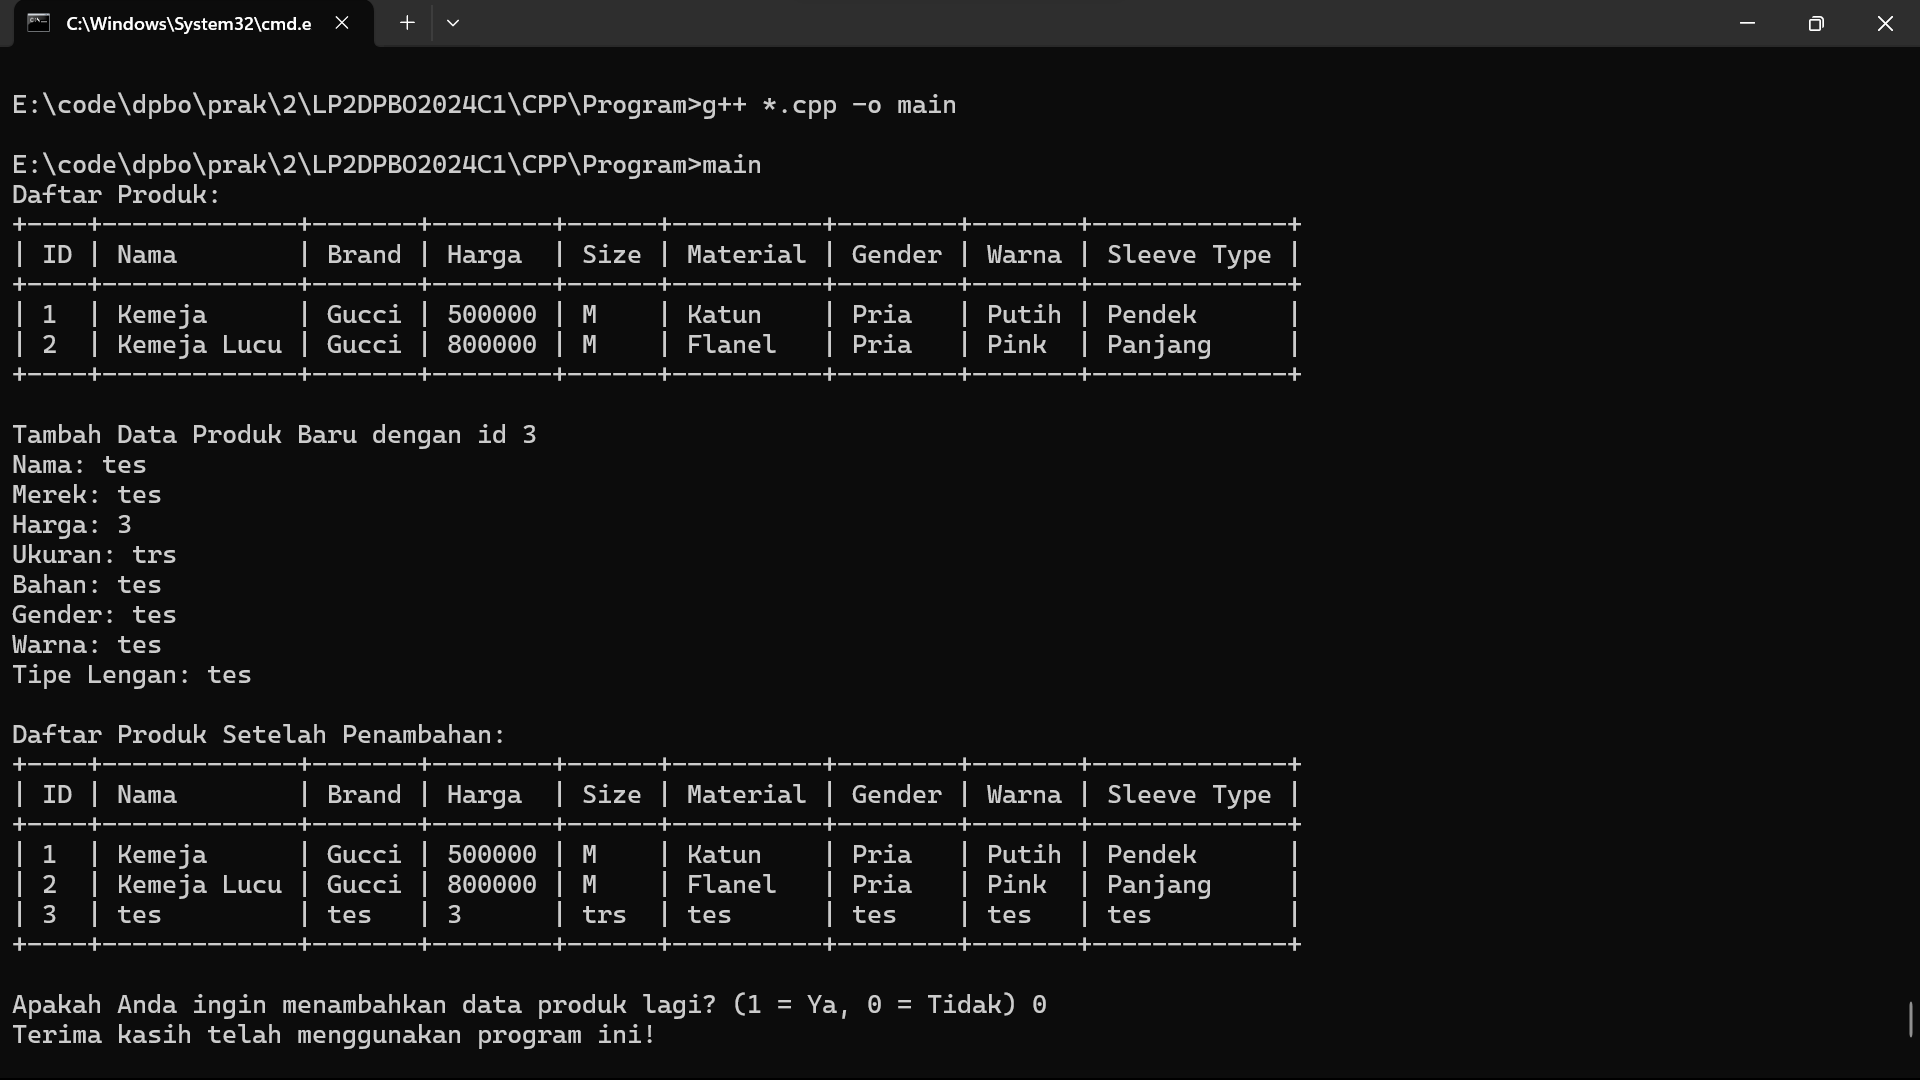 C:\Windows\System32\cmd.e
E:\code\dpbo\prak\2\LP2DPBO2024C1\CPP\Program>g++ *.cpp -o main
E:\code\dpbo\prak\2\LP2DPBO2024C1\CPP\Program>main
Daftar Produk:
+----+-------------+-------+--------+------+----------+--------+-------+-------------+
| ID | Nama        | Brand | Harga  | Size | Material | Gender | Warna | Sleeve Type |
+----+-------------+-------+--------+------+----------+--------+-------+-------------+
| 1  | Kemeja      | Gucci | 500000 | M    | Katun    | Pria   | Putih | Pendek      |
| 2  | Kemeja Lucu | Gucci | 800000 | M    | Flanel   | Pria   | Pink  | Panjang     |
+----+-------------+-------+--------+------+----------+--------+-------+-------------+
Tambah Data Produk Baru dengan id 3
Nama: tes
Merek: tes
Harga: 3
Ukuran: trs
Bahan: tes
Gender: tes
Warna: tes
Tipe Lengan: tes
Daftar Produk Setelah Penambahan:
+----+-------------+-------+--------+------+----------+--------+-------+-------------+
| ID | Nama        | Brand | Harga  | Size | Material | Gender | Warna | Sleeve Type |
+----+-------------+-------+--------+------+----------+--------+-------+-------------+
| 1  | Kemeja      | Gucci | 500000 | M    | Katun    | Pria   | Putih | Pendek      |
| 2  | Kemeja Lucu | Gucci | 800000 | M    | Flanel   | Pria   | Pink  | Panjang     |
| 3  | tes         | tes   | 3      | trs  | tes      | tes    | tes   | tes         |
+----+-------------+-------+--------+------+----------+--------+-------+-------------+
Apakah Anda ingin menambahkan data produk lagi? (1 = Ya, 0 = Tidak) 0
Terima kasih telah menggunakan program ini!